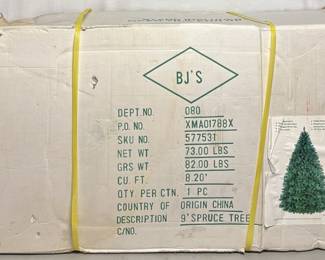 BJ'S
DEPT.NO. 080
P.O. NO. XMA01788X
SKU NO. 577531
NET WT 73.00 LBS
GRS WT 82.00 LBS
CU. FT. 8.20'
QTY PER CTN. 1 PC
COUNTRY OF ORIGIN CHINA
DESCRIPTION 9' SPRUCE TREE
C/NO.